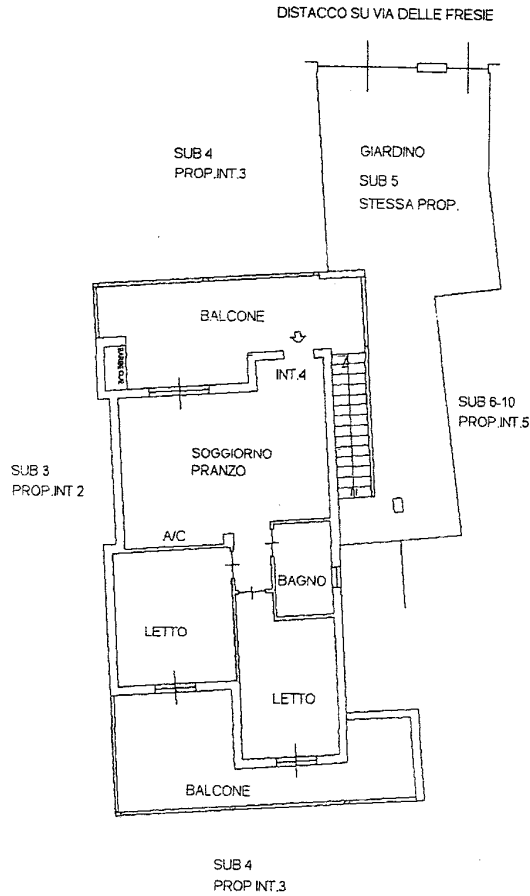 DISTACCO SU VIA DELLE FRESIE
SUB 4
PROP.INT.3
GIARDINO
SUB 5
STESSA PROP.
BALCONE
BARBECUE
INT.4
SUB 6-10
PROP.INT.5
SOGGIORNO
PRANZO
SUB 3
PROP.INT 2
A/C
BAGNO
LETTO
LETTO
BALCONE
SUB 4
PROP INT.3